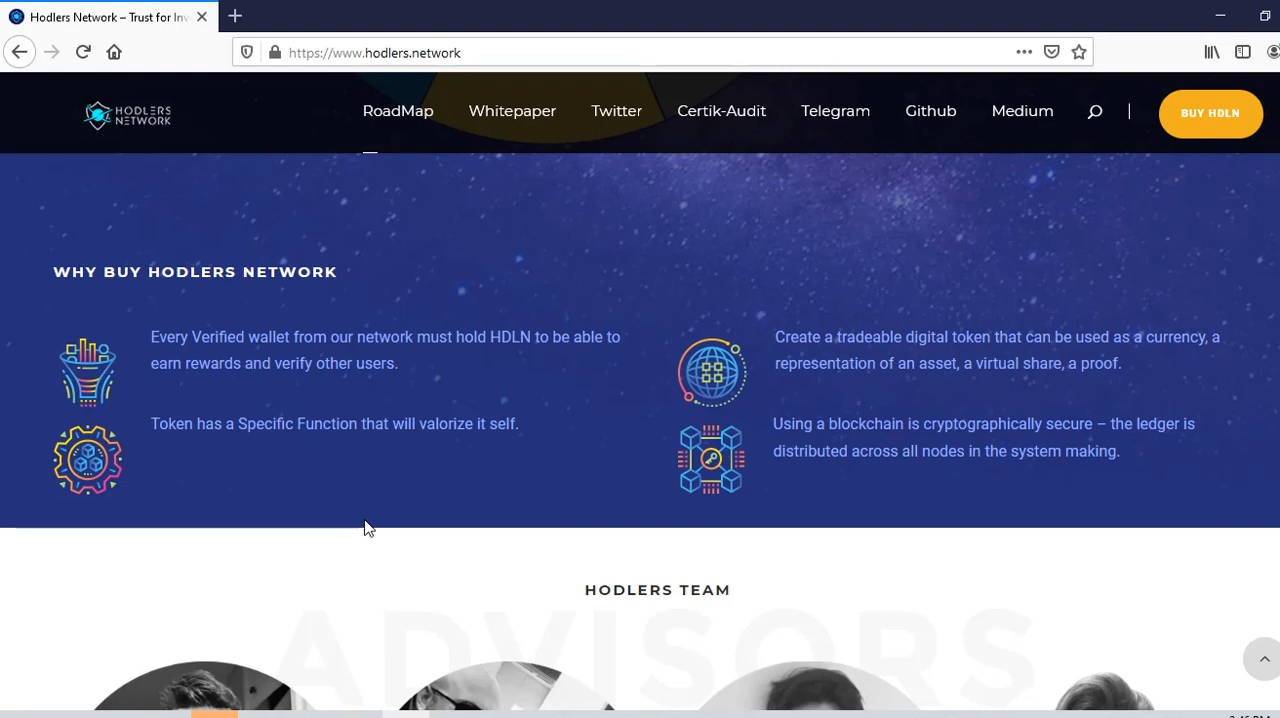 Hodlers Network – Trust for Inv
https://www.hodlers.network
HODLERS
NETWORK
RoadMap Whitepaper Twitter Certik-Audit Telegram Github Medium BUY HDLN
WHY BUY HODLERS NETWORK
Every Verified wallet from our network must hold HDLN to be able to
earn rewards and verify other users.
Token has a Specific Function that will valorize it self.
Create a tradeable digital token that can be used as a currency, a
representation of an asset, a virtual share, a proof.
Using a blockchain is cryptographically secure – the ledger is
distributed across all nodes in the system making.
HODLERS TEAM
ADVISORS